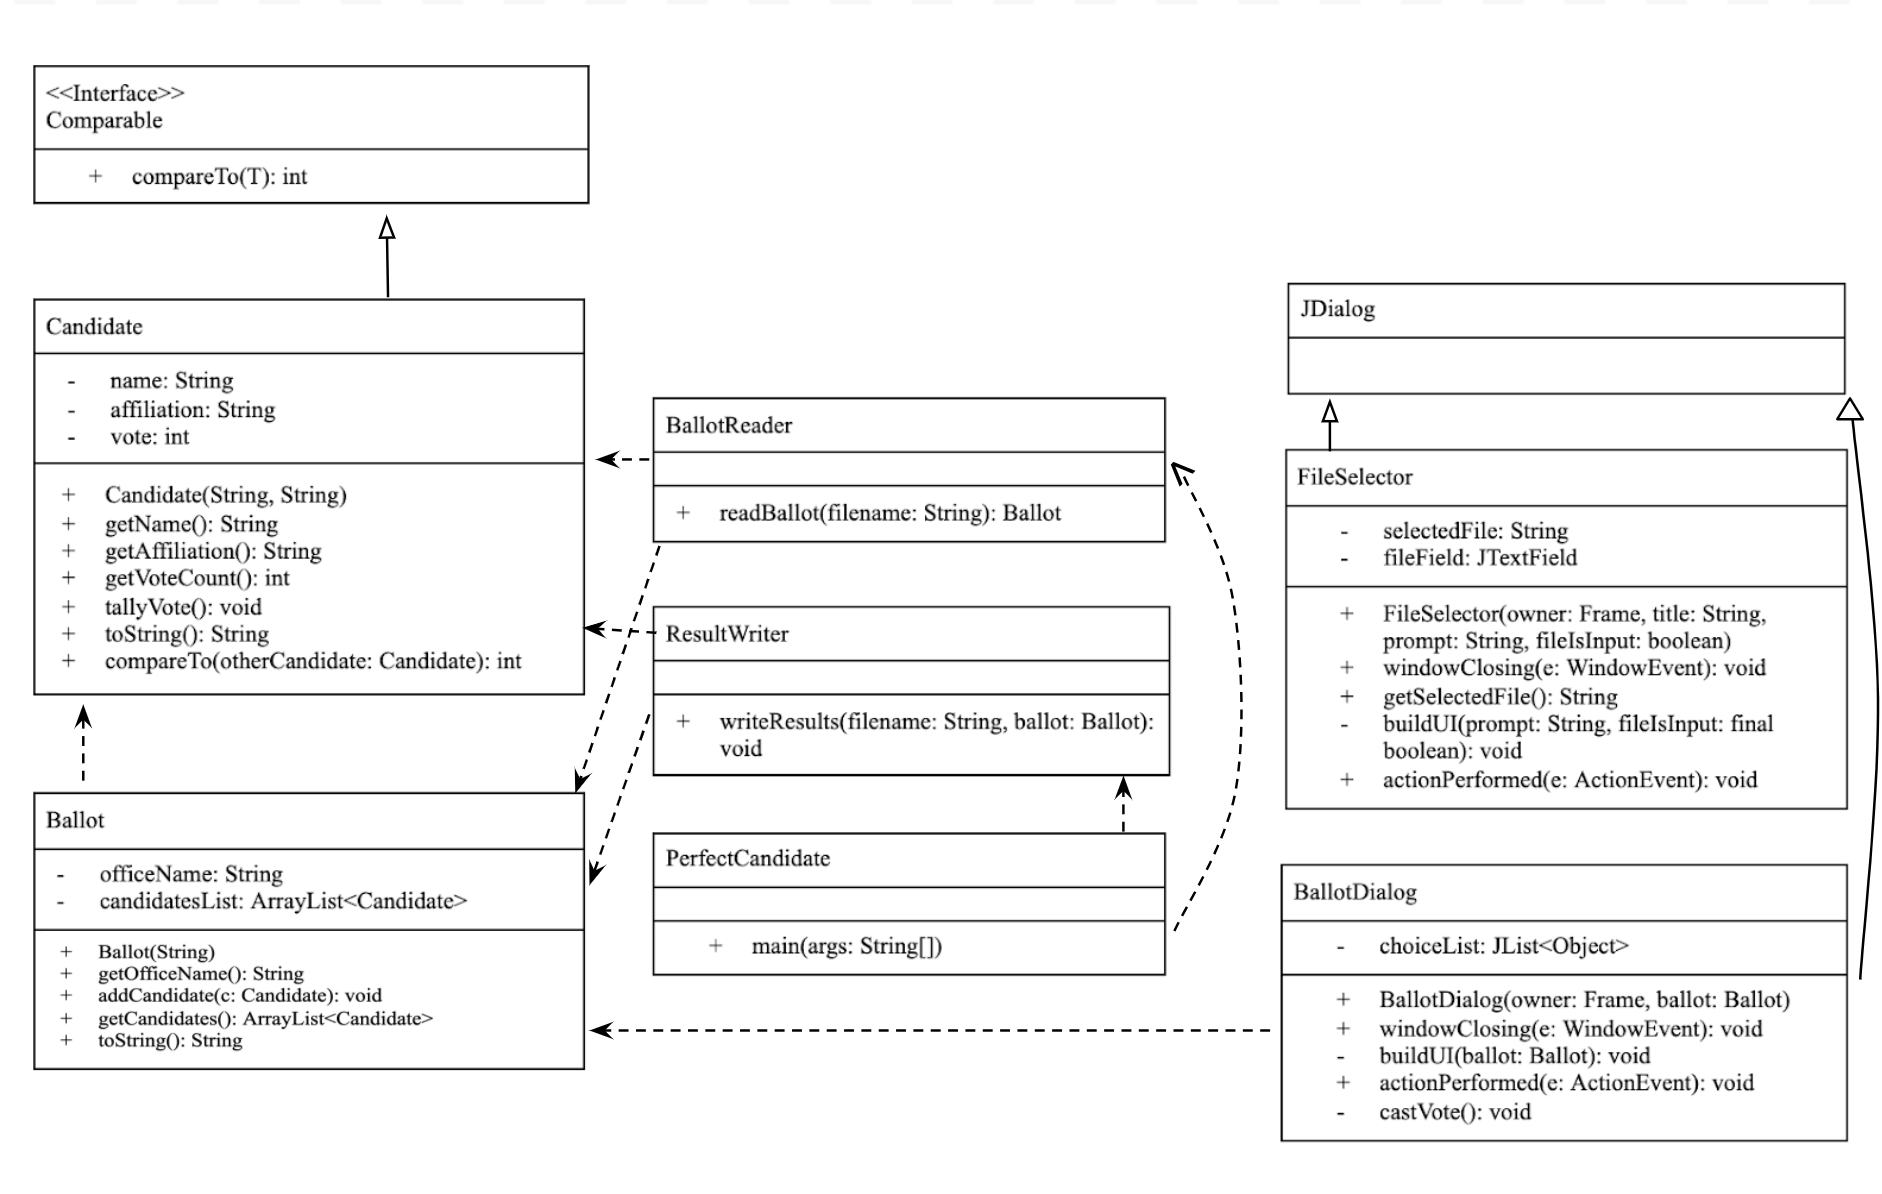 <<Interface>>
Comparable
+ compareTo(T): int
Candidate
- name: String
- affiliation: String
- vote: int
+ Candidate(String, String)
+ getName(): String
+ getAffiliation(): String
+ getVoteCount(): int
+ tallyVote(): void
+ toString(): String
+ compareTo(otherCandidate: Candidate): int
Ballot
- officeName: String
- candidatesList: ArrayList<Candidate>
+ Ballot(String)
+ getOfficeName(): String
+ addCandidate(c: Candidate): void
+ getCandidates(): ArrayList<Candidate>
+ toString(): String
BallotReader
+ readBallot(filename: String): Ballot
ResultWriter
+ writeResults(filename: String, ballot: Ballot):
void
PerfectCandidate
+ main(args: String[])
JDialog
FileSelector
- selectedFile: String
- fileField: JTextField
+ FileSelector(owner: Frame, title: String,
prompt: String, fileIsInput: boolean)
+ windowClosing(e: WindowEvent): void
+ getSelectedFile(): String
- buildUI(prompt: String, fileIsInput: final
boolean): void
+ actionPerformed(e: ActionEvent): void
BallotDialog
- choiceList: JList<Object>
+ BallotDialog(owner: Frame, ballot: Ballot)
+ windowClosing(e: WindowEvent): void
- buildUI(ballot: Ballot): void
+ actionPerformed(e: ActionEvent): void
- castVote(): void